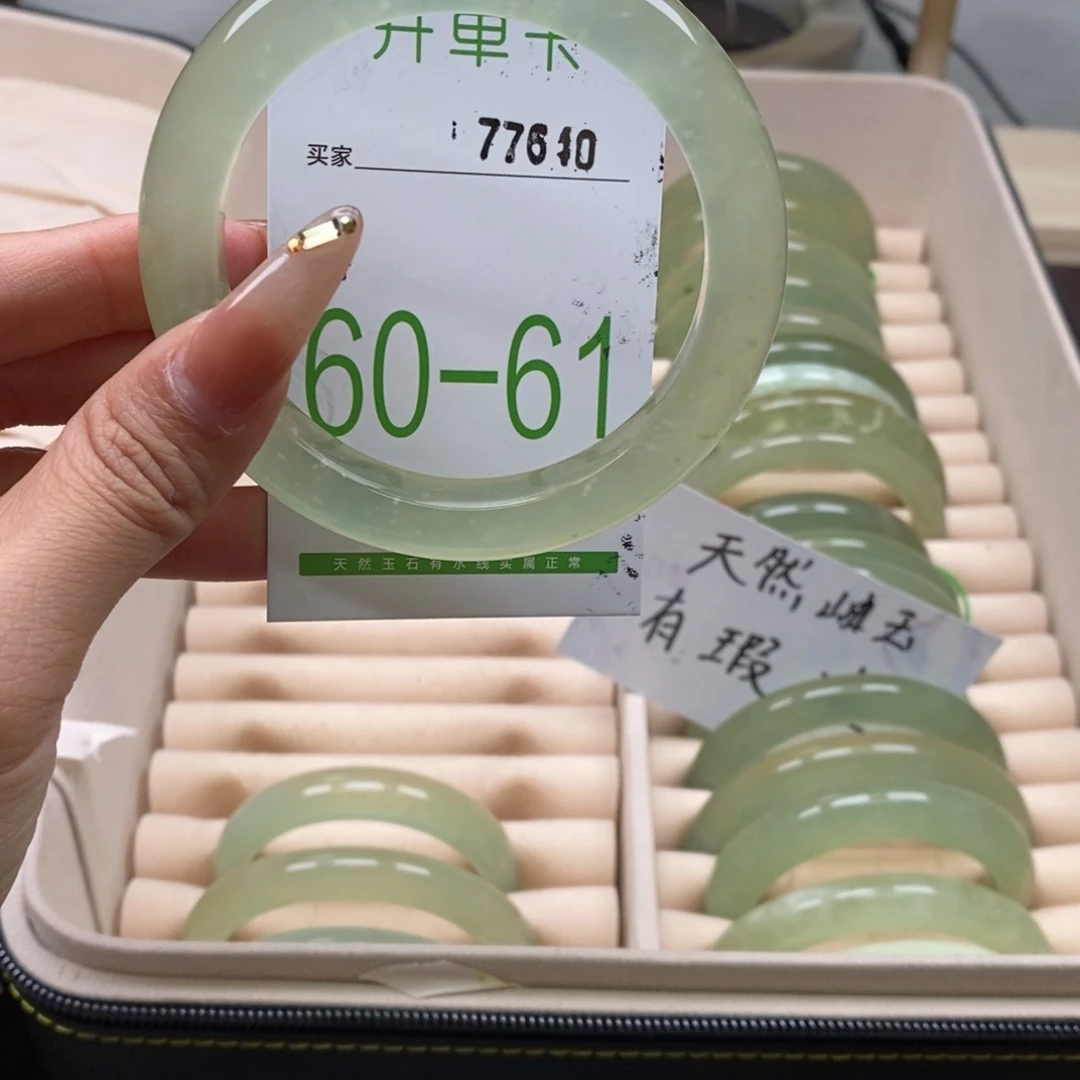 开单卡
买家 77610
60-61
天然玉石有水线实属正常
天然 岫玉
有瑕